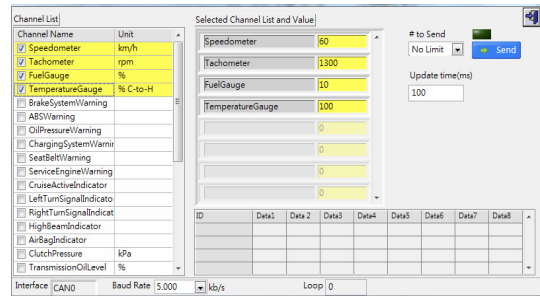 Channel List
Channel Name Unit
Speedometer km/h
Tachometer rpm
FuelGauge %
TemperatureGauge % C-to-H
BrakeSystemWarning
ABSWarning
OilPressureWarning
ChargingSystemWarnir
SeatBeltWarning
ServiceEngineWarning
CruiseActiveIndicator
LeftTurnSignalIndicato
RightTurnSignalIndicat
HighBeamIndicator
AirBagIndicator
ClutchPressure kPa
TransmissionOilLevel %
Selected Channel List and Value
Speedometer 60
Tachometer 1300
FuelGauge 10
TemperatureGauge 100
0
0
0
0
# to Send
No Limit Send
Update time(ms)
100
ID Data1 Data 2 Data3 Data4 Data5 Data6 Data7 Data8
Interface CAN0 Baud Rate 5.000 kb/s Loop 0